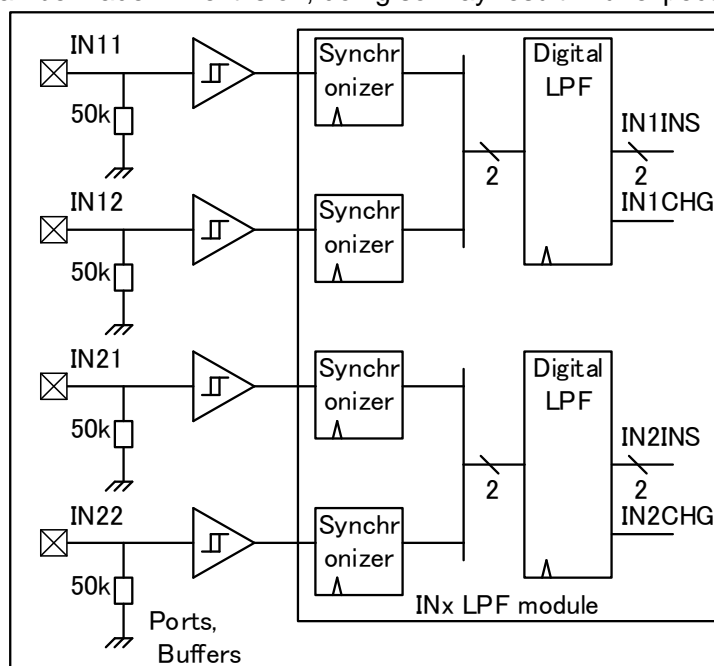 IN11
50k
Synchr
onizer
Digital
LPF
2
IN1INS
2
IN1CHG
IN12
50k
Synchr
onizer
IN21
50k
Synchr
onizer
Digital
LPF
2
IN2INS
2
IN2CHG
IN22
50k
Synchr
onizer
Ports,
Buffers
INx LPF module